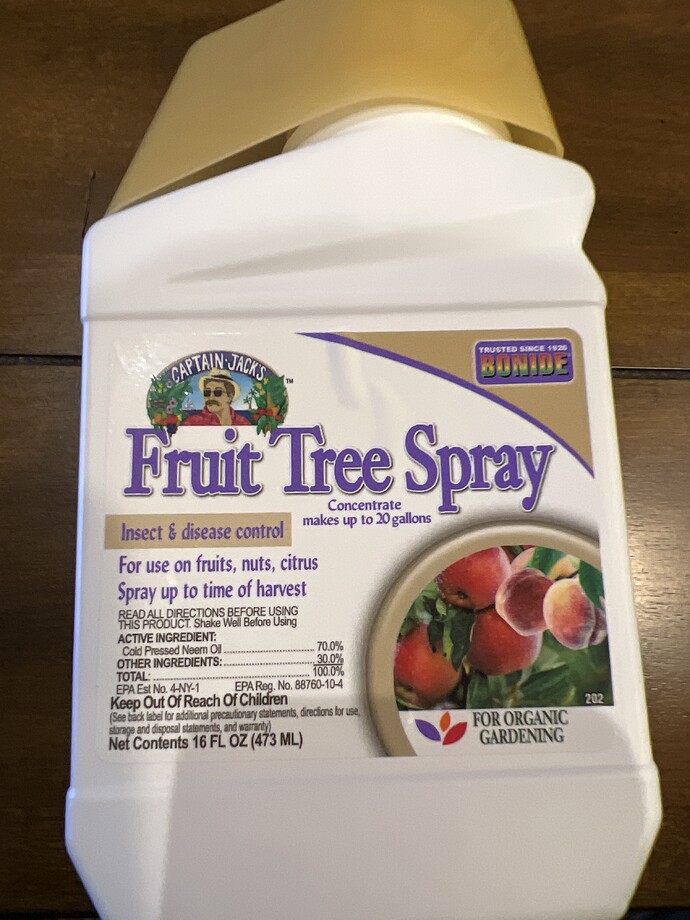 CAPTAIN JACK'S™
TRUSTED SINCE 1926
BONIDE
Fruit Tree Spray
Concentrate
makes up to 20 gallons
Insect & disease control
For use on fruits, nuts, citrus
Spray up to time of harvest
READ ALL DIRECTIONS BEFORE USING
THIS PRODUCT. Shake Well Before Using
ACTIVE INGREDIENT:
Cold Pressed Neem Oil ........................ 70.0%
OTHER INGREDIENTS: ........................ 30.0%
TOTAL: ........................ 100.0%
EPA Est No. 4-NY-1 EPA Reg. No. 88760-10-4
Keep Out Of Reach Of Children
(See back label for additional precautionary statements, directions for use,
storage and disposal statements, and warranty)
Net Contents 16 FL OZ (473 ML)
202
FOR ORGANIC
GARDENING